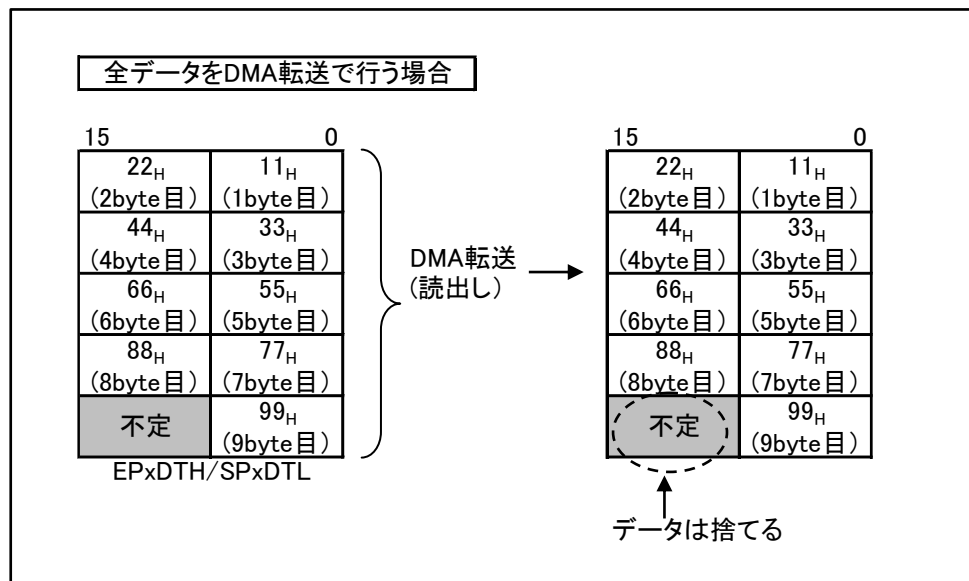 全データをDMA転送で行う場合
15 0
22H 11H
(2byte目) (1byte目)
44H 33H
(4byte目) (3byte目)
66H 55H
(6byte目) (5byte目)
88H 77H
(8byte目) (7byte目)
不定 99H
(9byte目)
EPxDTH/SPxDTL
DMA転送
(読出し)
15 0
22H 11H
(2byte目) (1byte目)
44H 33H
(4byte目) (3byte目)
66H 55H
(6byte目) (5byte目)
88H 77H
(8byte目) (7byte目)
不定 99H
(9byte目)
データは捨てる